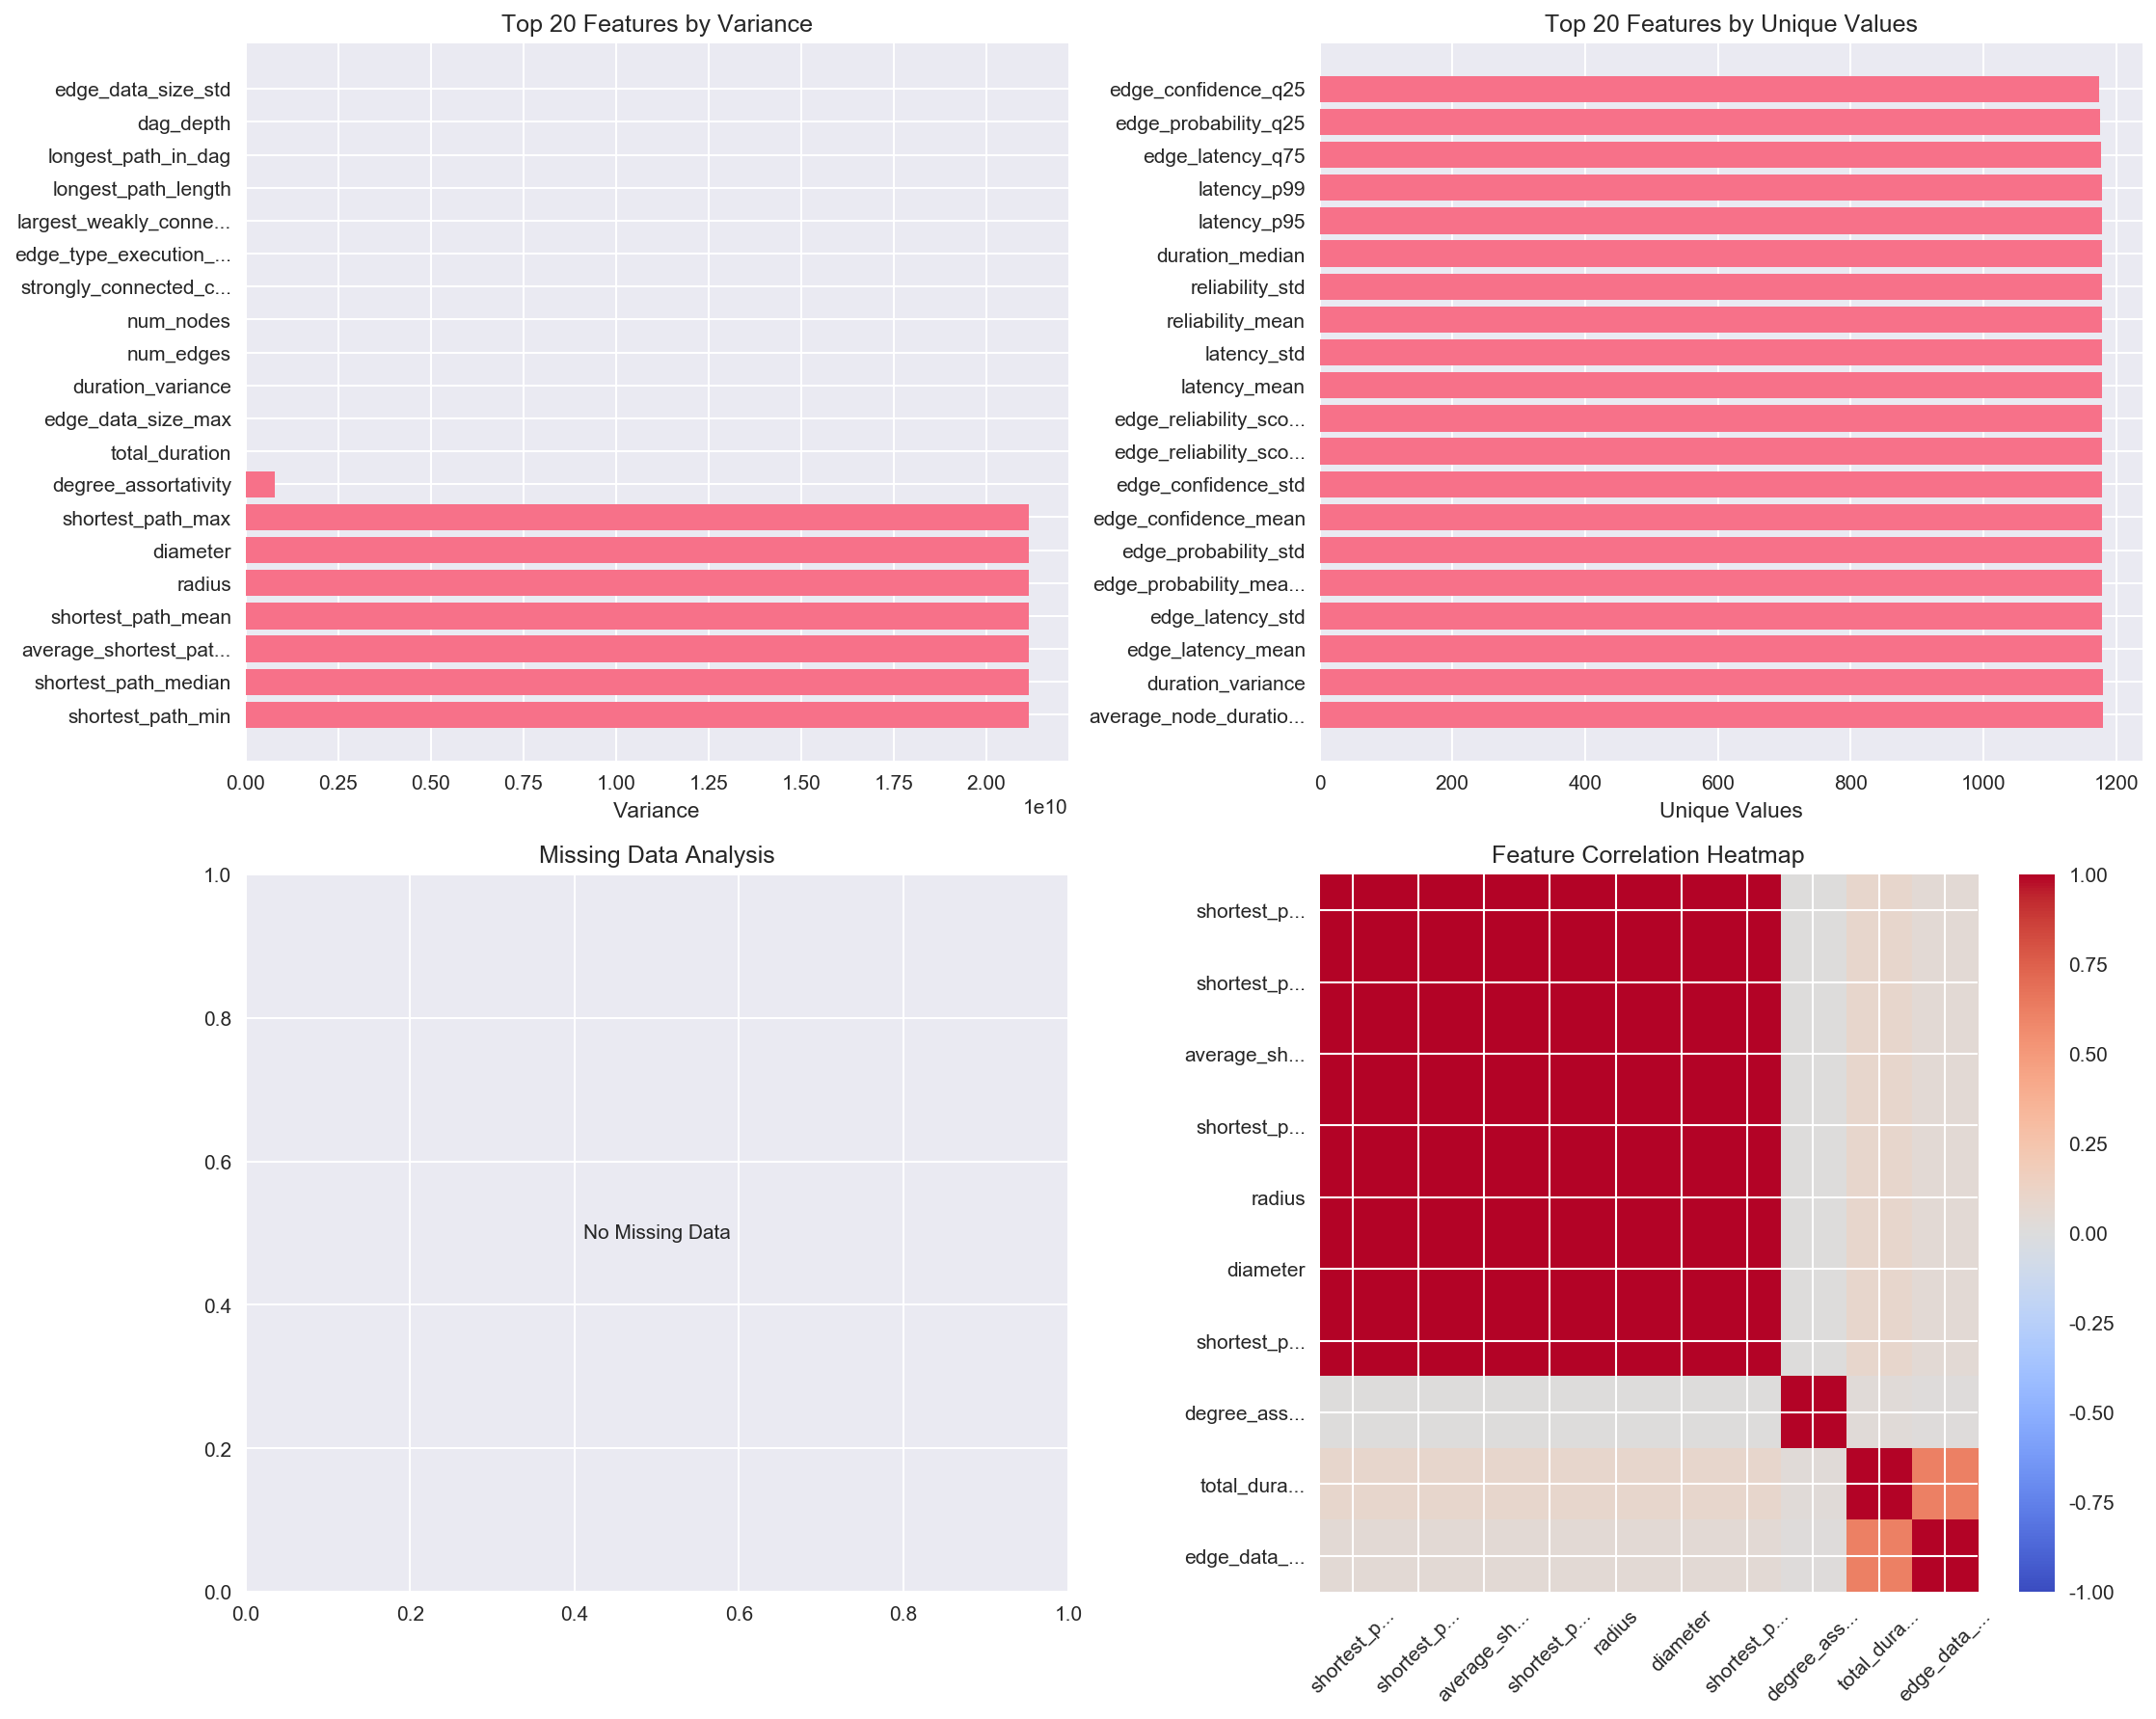 Top 20 Features by Variance
edge_data_size_std
dag_depth
longest_path_in_dag
longest_path_length
largest_weakly_conne...
edge_type_execution_...
strongly_connected_c...
num_nodes
num_edges
duration_variance
edge_data_size_max
total_duration
degree_assortativity
shortest_path_max
diameter
radius
shortest_path_mean
average_shortest_pat...
shortest_path_median
shortest_path_min
0.00 0.25 0.50 0.75 1.00 1.25 1.50 1.75 2.00
1e10
Variance
Top 20 Features by Unique Values
edge_confidence_q25
edge_probability_q25
edge_latency_q75
latency_p99
latency_p95
duration_median
reliability_std
reliability_mean
latency_std
latency_mean
edge_reliability_sco...
edge_reliability_sco...
edge_confidence_std
edge_confidence_mean
edge_probability_std
edge_probability_mea...
edge_latency_std
edge_latency_mean
duration_variance
average_node_duratio...
0 200 400 600 800 1000 1200
Unique Values
Missing Data Analysis
1.0
0.8
0.6
0.4
0.2
0.0
No Missing Data
0.0 0.2 0.4 0.6 0.8 1.0
Feature Correlation Heatmap
shortest_p...
shortest_p...
average_sh...
shortest_p...
radius
diameter
shortest_p...
degree_ass...
total_dura...
edge_data_...
shortest_p... shortest_p... average_sh... shortest_p... radius diameter shortest_p... degree_ass... total_dura... edge_data_...
1.00
0.75
0.50
0.25
0.00
-0.25
-0.50
-0.75
-1.00